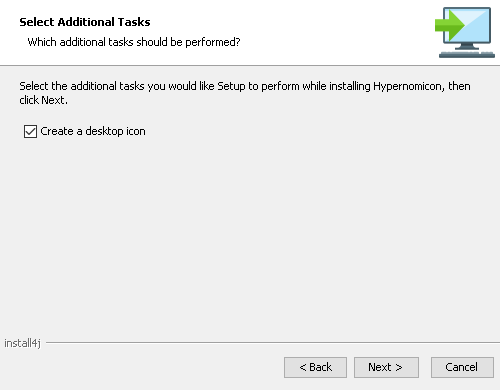 Select Additional Tasks
Which additional tasks should be performed?
Select the additional tasks you would like Setup to perform while installing Hypernomicon, then
click Next.
Create a desktop icon
install4j
< Back
Next >
Cancel